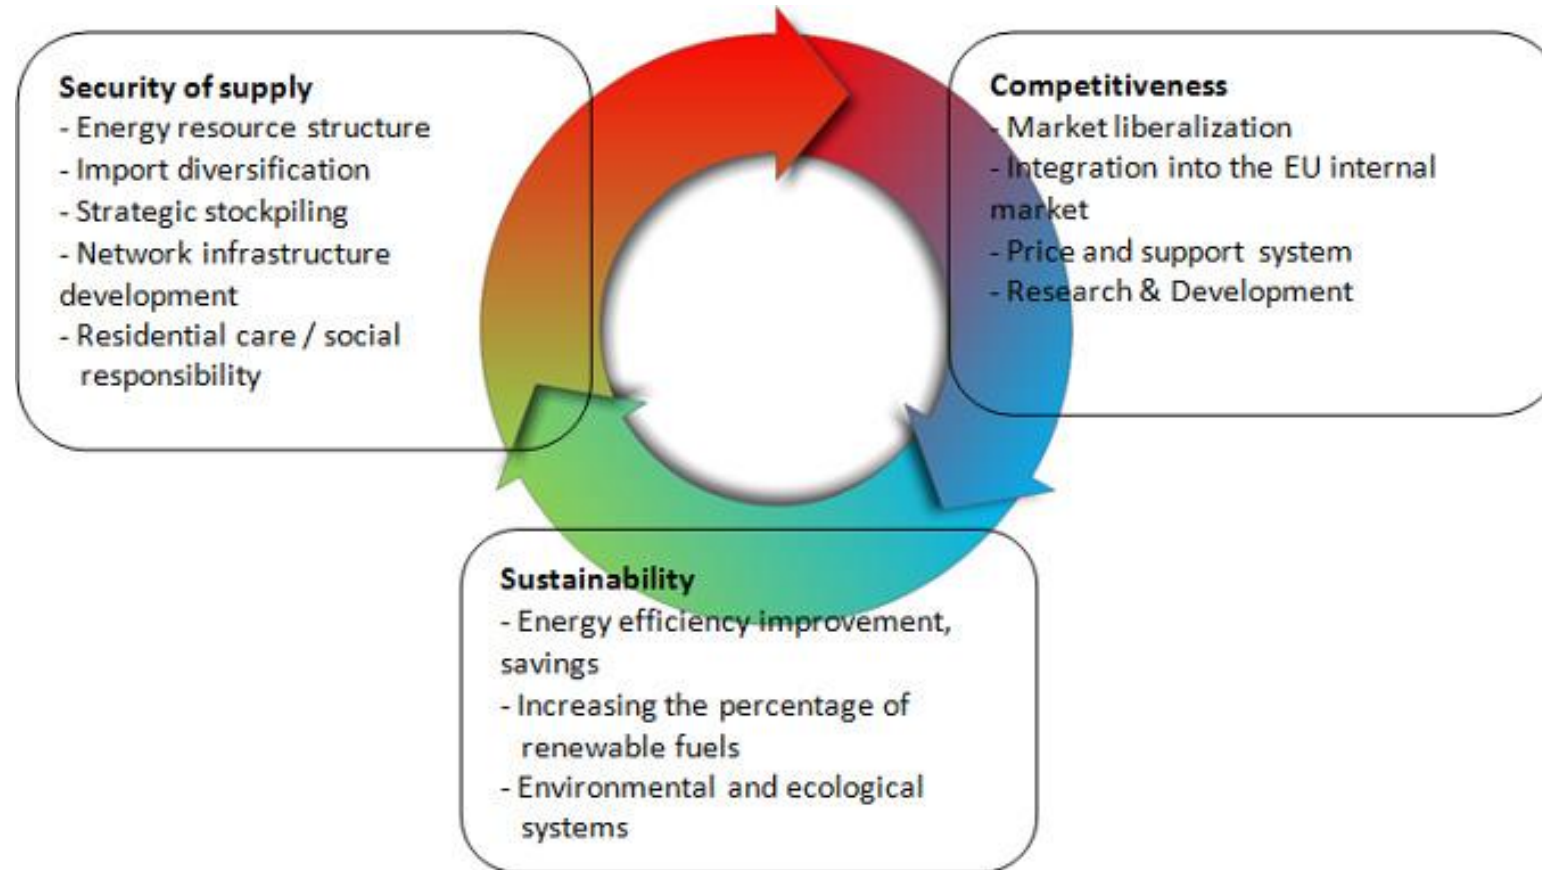 Security of supply
- Energy resource structure
- Import diversification
- Strategic stockpiling
- Network infrastructure
development
- Residential care / social
responsibility
Competitiveness
- Market liberalization
- Integration into the EU internal
market
- Price and support system
- Research & Development
Sustainability
- Energy efficiency improvement,
savings
- Increasing the percentage of
renewable fuels
- Environmental and ecological
systems